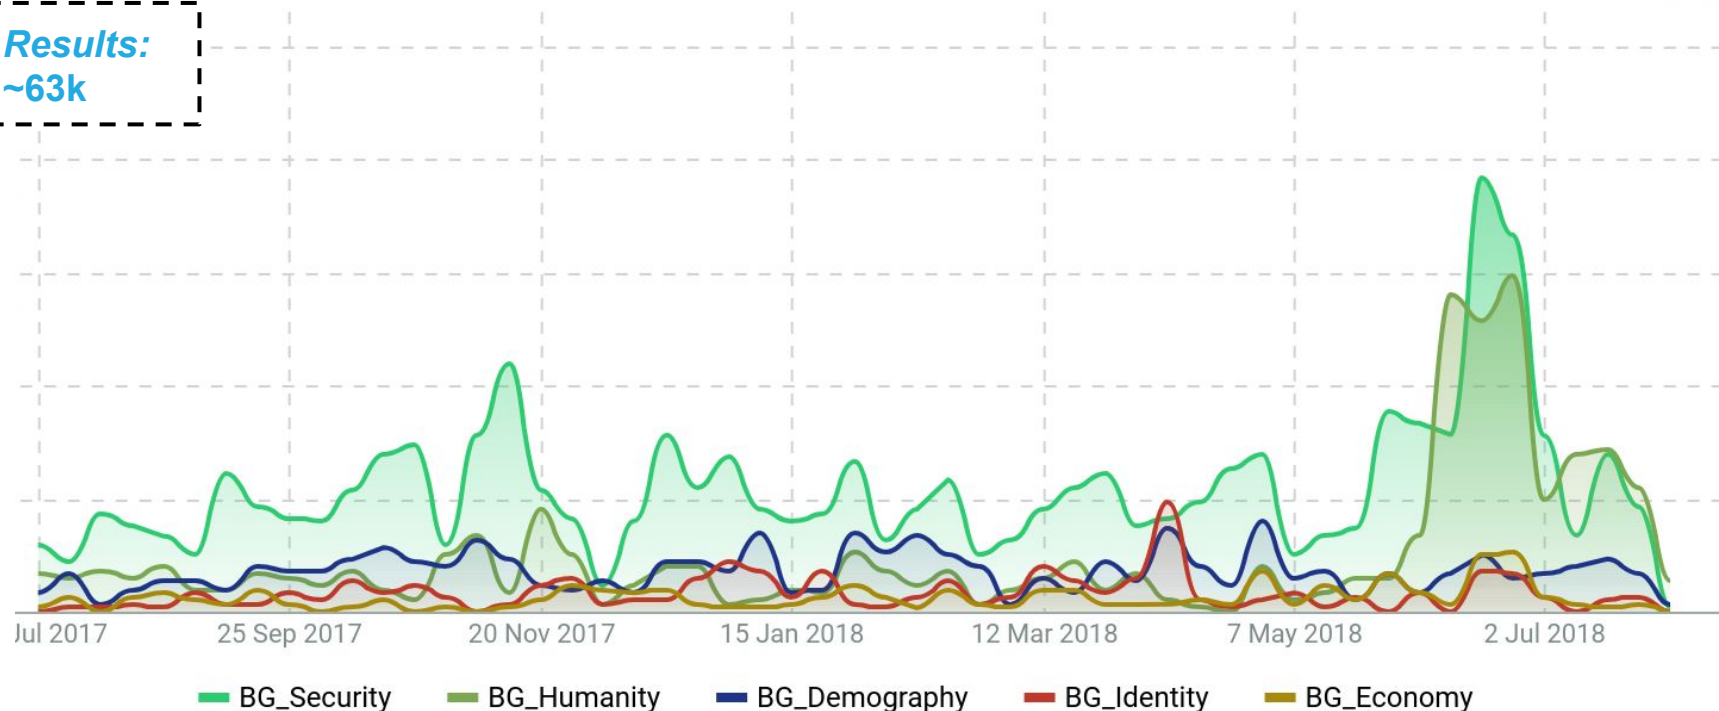 Results:
~63k
Jul 2017 25 Sep 2017 20 Nov 2017 15 Jan 2018 12 Mar 2018 7 May 2018 2 Jul 2018
BG_Security BG_Humanity BG_Demography BG_Identity BG_Economy